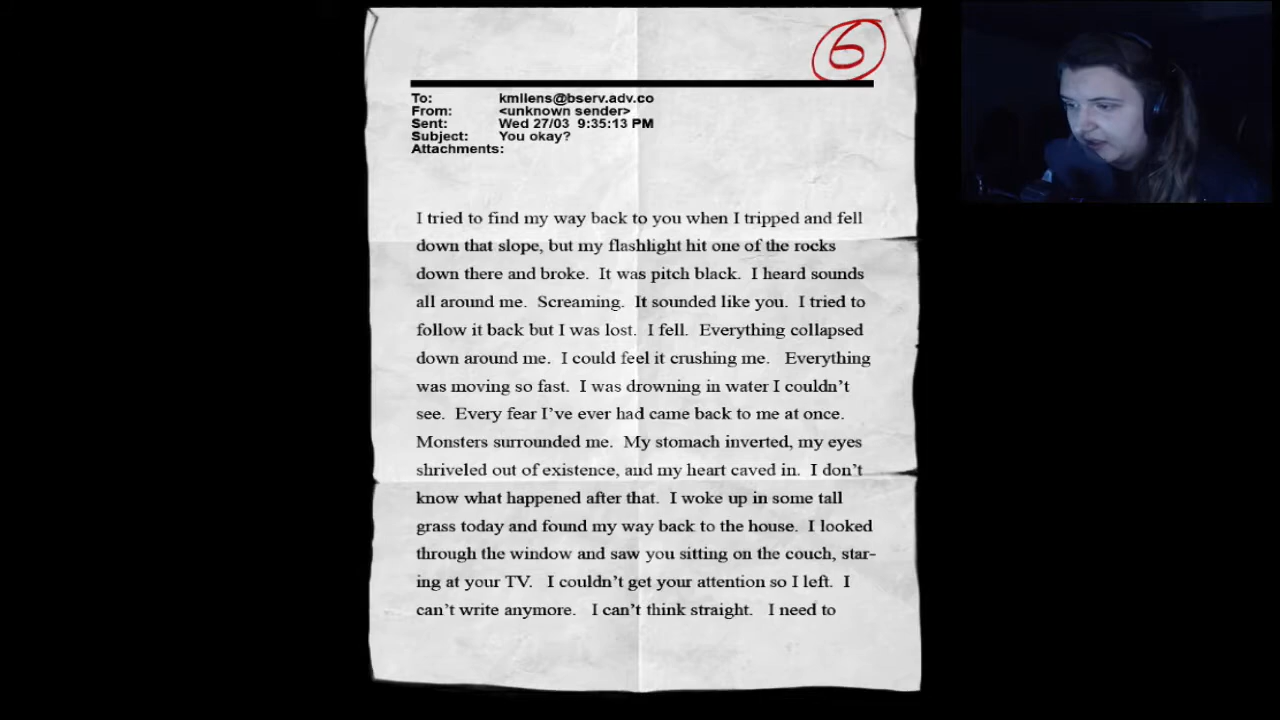 6
To: kmllens@bserv.adv.co
From: <unknown sender>
Sent: Wed 27/03 9:35:13 PM
Subject: You okay?
Attachments:
I tried to find my way back to you when I tripped and fell
down that slope, but my flashlight hit one of the rocks
down there and broke. It was pitch black. I heard sounds
all around me. Screaming. It sounded like you. I tried to
follow it back but I was lost. I fell. Everything collapsed
down around me. I could feel it crushing me. Everything
was moving so fast. I was drowning in water I couldn't
see. Every fear I've ever had came back to me at once.
Monsters surrounded me. My stomach inverted, my eyes
shriveled out of existence, and my heart caved in. I don't
know what happened after that. I woke up in some tall
grass today and found my way back to the house. I looked
through the window and saw you sitting on the couch, star-
ing at your TV. I couldn't get your attention so I left. I
can't write anymore. I can't think straight. I need to